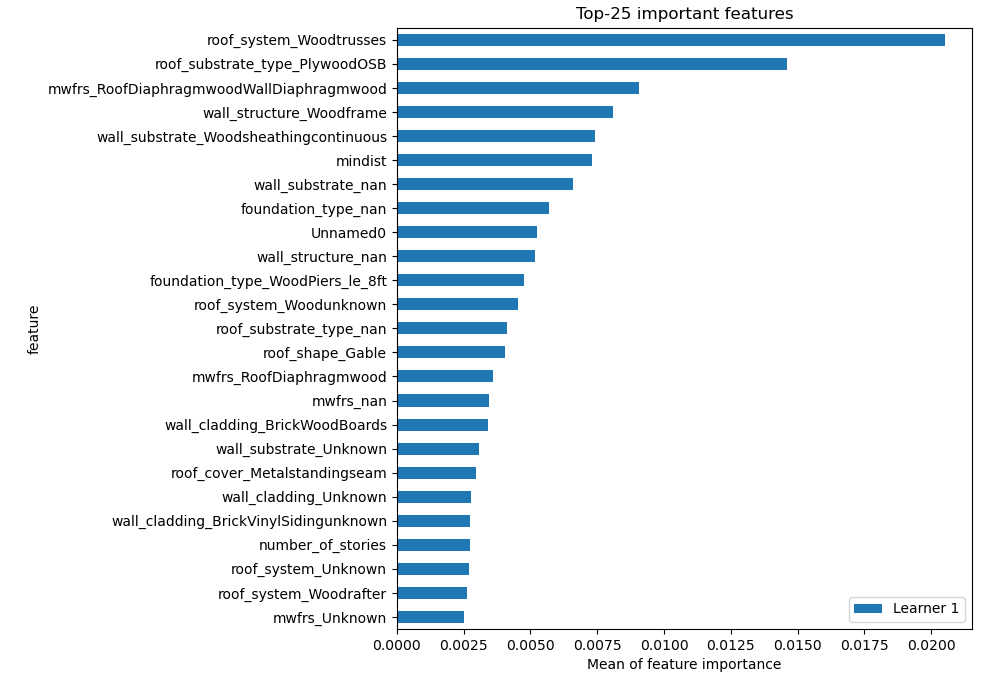 Top-25 important features
roof_system_Woodtrusses
roof_substrate_type_PlywoodOSB
mwfrs_RoofDiaphragmwoodWallDiaphragmwood
wall_structure_Woodframe
wall_substrate_Woodsheathingcontinuous
mindist
wall_substrate_nan
foundation_type_nan
Unnamed0
wall_structure_nan
foundation_type_WoodPiers_le_8ft
roof_system_Woodunknown
roof_substrate_type_nan
roof_shape_Gable
mwfrs_RoofDiaphragmwood
mwfrs_nan
wall_cladding_BrickWoodBoards
wall_substrate_Unknown
roof_cover_Metalstandingseam
wall_cladding_Unknown
wall_cladding_BrickVinylSidingunknown
number_of_stories
roof_system_Unknown
roof_system_Woodrafter
mwfrs_Unknown
feature
Learner 1
0.0000 0.0025 0.0050 0.0075 0.0100 0.0125 0.0150 0.0175 0.0200
Mean of feature importance